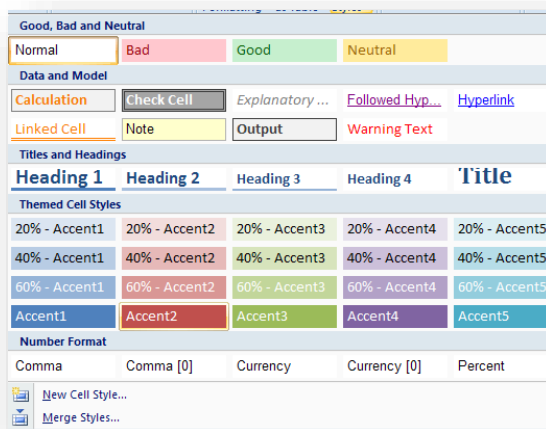 Good, Bad and Neutral
Normal Bad Good Neutral
Data and Model
Calculation Check Cell Explanatory ... Followed Hyp... Hyperlink
Linked Cell Note Output Warning Text
Titles and Headings
Heading 1 Heading 2 Heading 3 Heading 4 Title
Themed Cell Styles
20% - Accent1 20% - Accent2 20% - Accent3 20% - Accent4 20% - Accent5
40% - Accent1 40% - Accent2 40% - Accent3 40% - Accent4 40% - Accent5
60% - Accent1 60% - Accent2 60% - Accent3 60% - Accent4 60% - Accent5
Accent1 Accent2 Accent3 Accent4 Accent5
Number Format
Comma Comma [0] Currency Currency [0] Percent
New Cell Style...
Merge Styles...